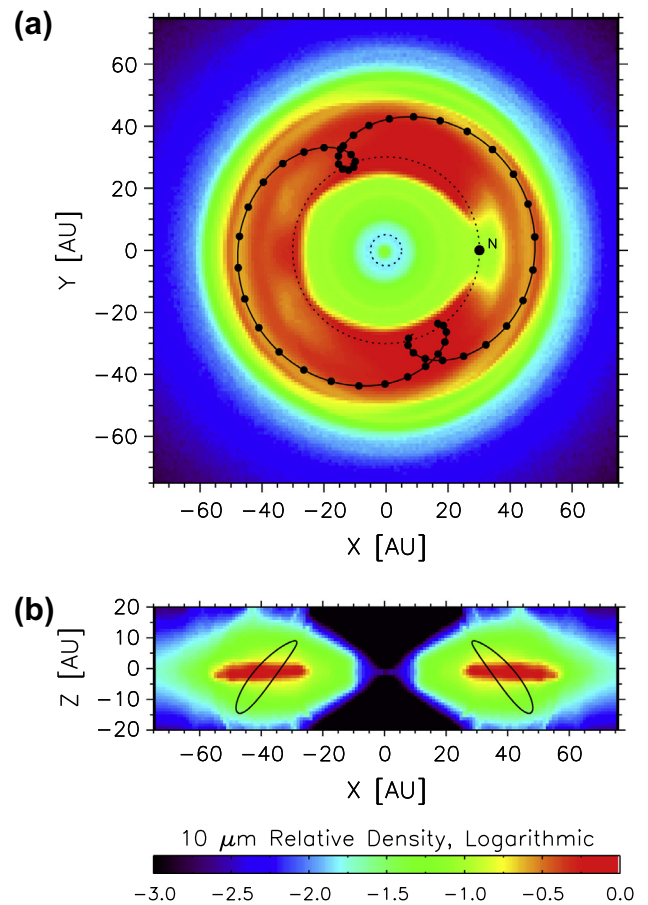 (a)
60
40
20
0
−20
−40
−60
Y [AU]
N
−60 −40 −20 0 20 40 60
X [AU]
(b)
20
10
0
−10
−20
Z [AU]
−60 −40 −20 0 20 40 60
X [AU]
10 μm Relative Density, Logarithmic
−3.0 −2.5 −2.0 −1.5 −1.0 −0.5 0.0